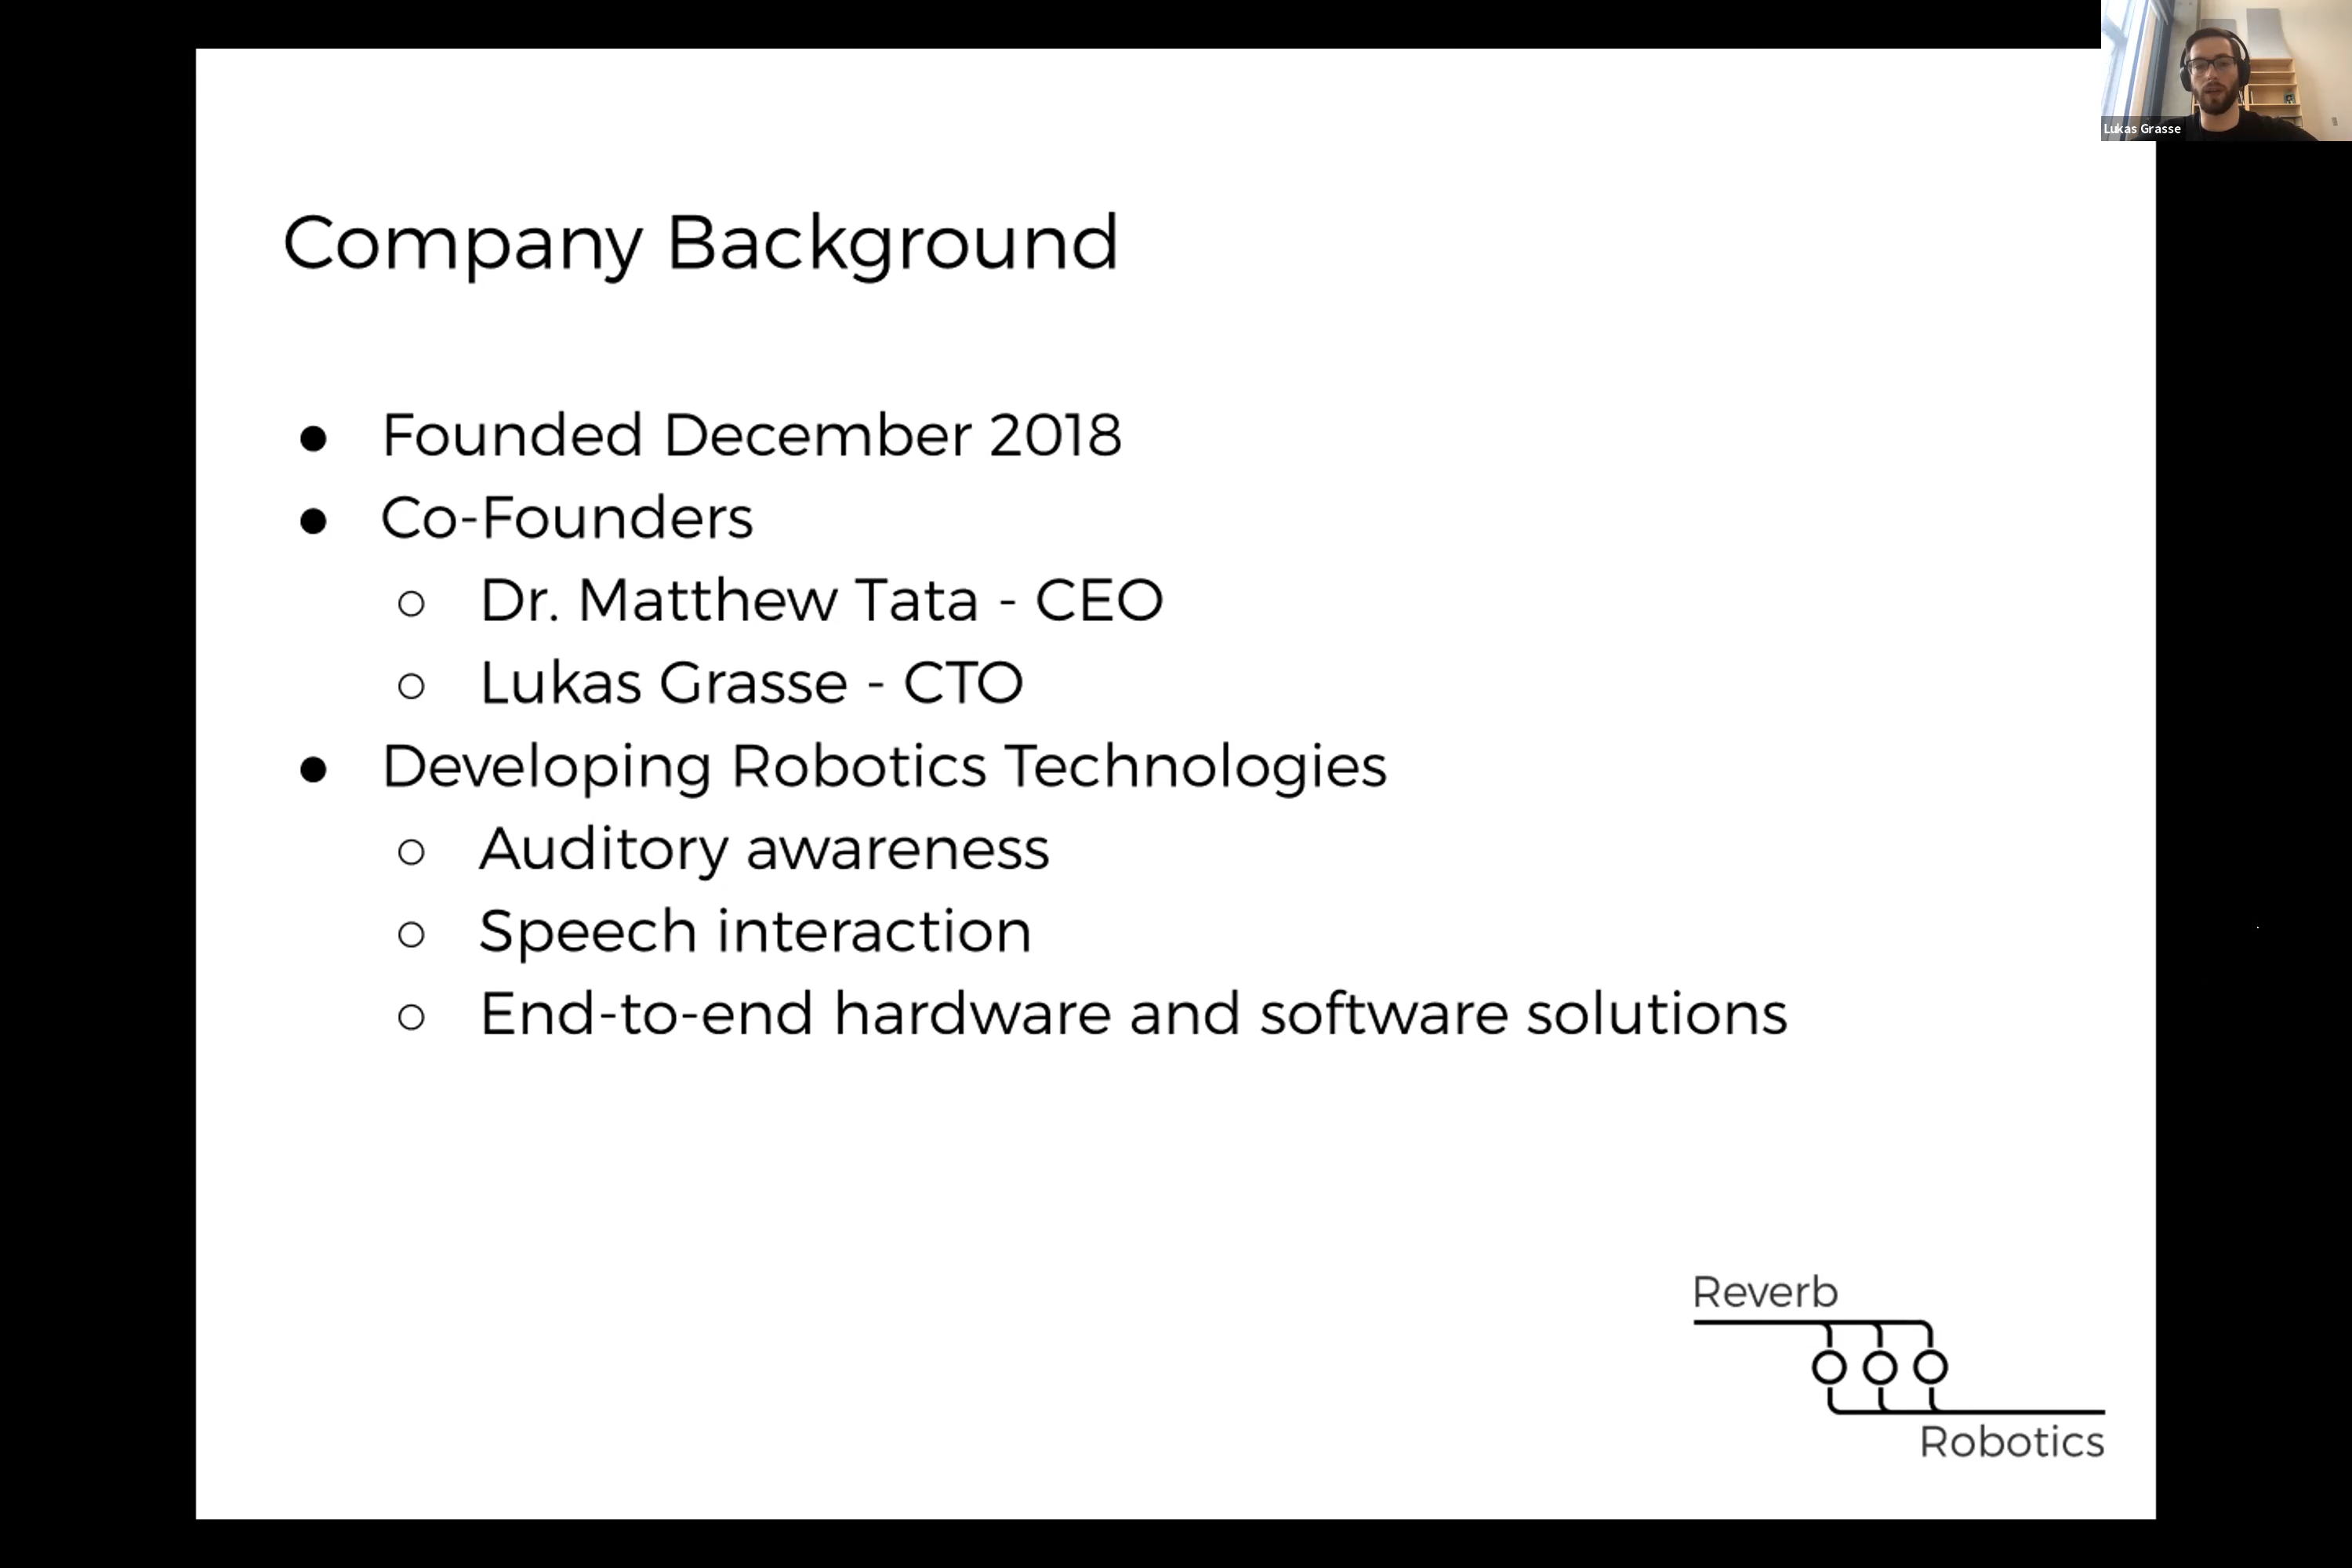 Lukas Grasse
Company Background
● Founded December 2018
● Co-Founders
○ Dr. Matthew Tata - CEO
○ Lukas Grasse - CTO
● Developing Robotics Technologies
○ Auditory awareness
○ Speech interaction
○ End-to-end hardware and software solutions
Reverb
Robotics